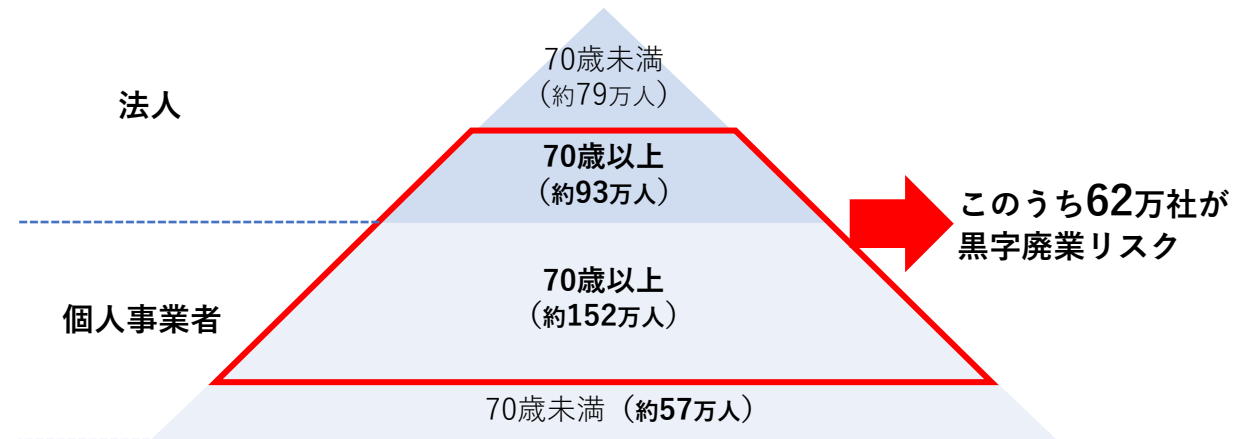 70歳未満
（約79万人）
法人
70歳以上
（約93万人）
このうち62万社が
黒字廃業リスク
70歳以上
（約152万人）
個人事業者
70歳未満（約57万人）